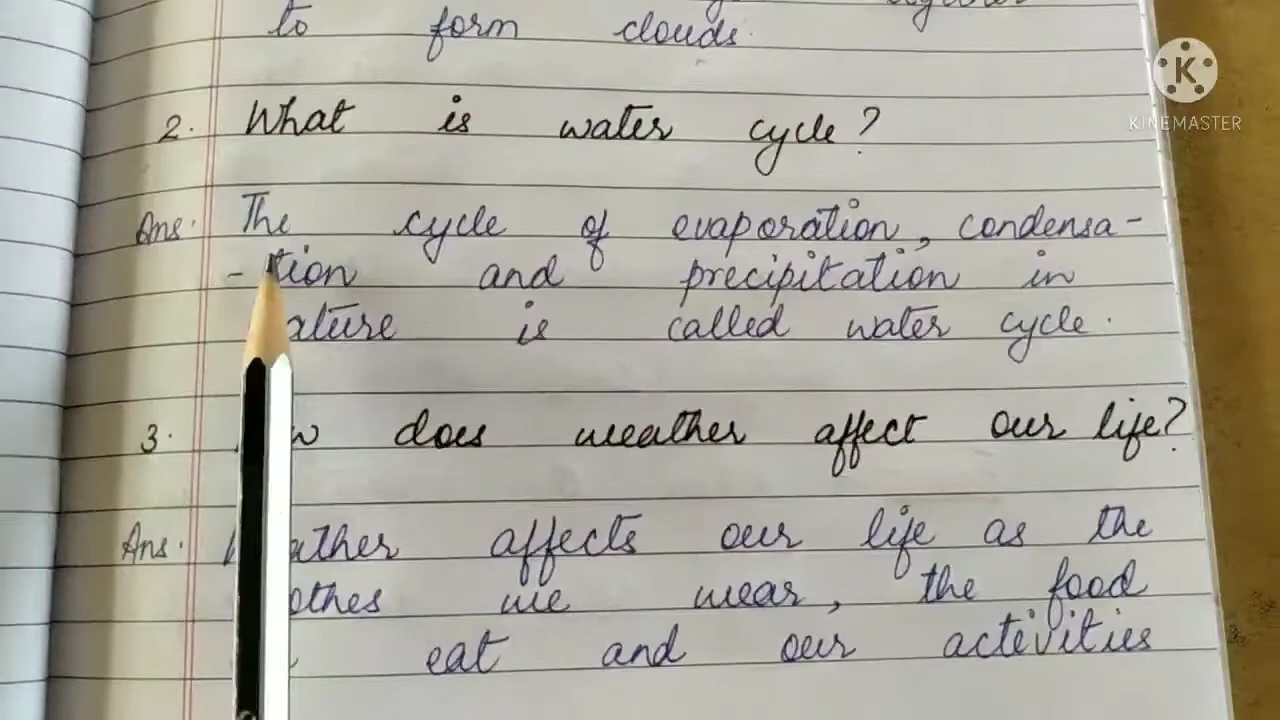 to form clouds.
2. What is water cycle?
Ans. The cycle of evaporation, condensa-
-tion and precipitation in
ature is called water cycle.
3. does weather affect our life?
Ans. affects our life as the
we wear, the food
eat and our activities
KINEMASTER